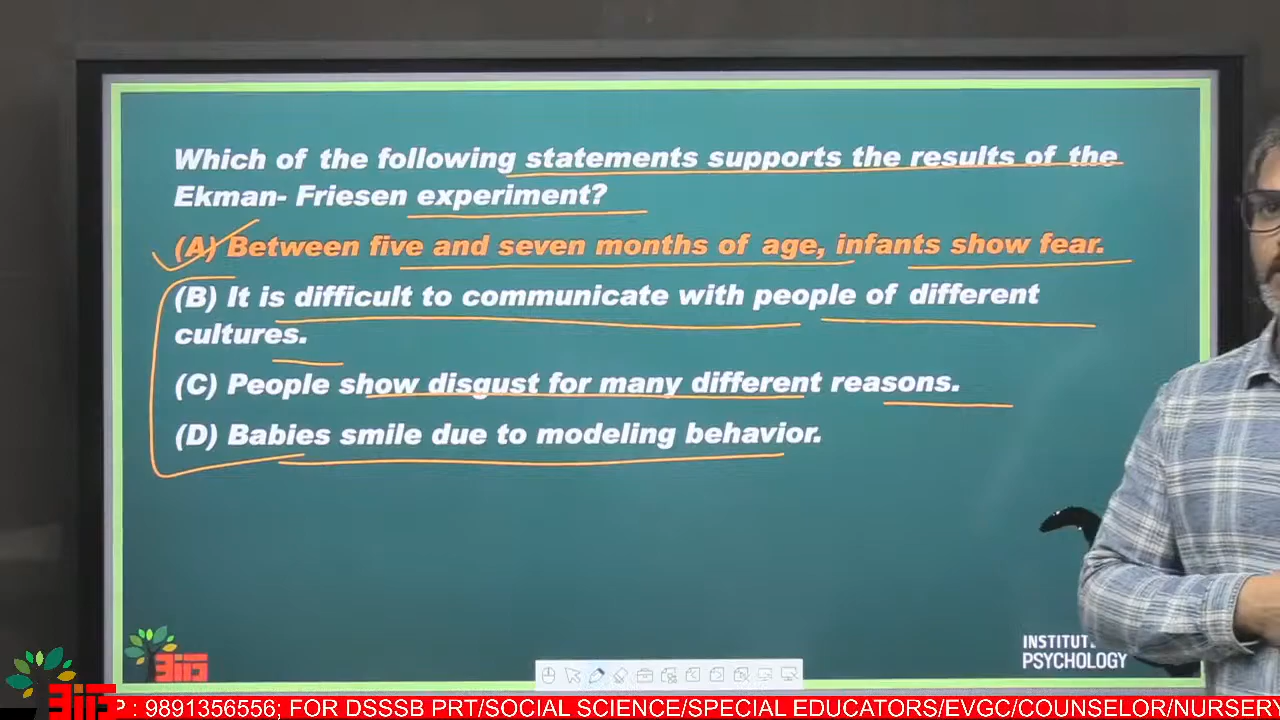 Which of the following statements supports the results of the
Ekman- Friesen experiment?
(A) Between five and seven months of age, infants show fear.
(B) It is difficult to communicate with people of different
cultures.
(C) People show disgust for many different reasons.
(D) Babies smile due to modeling behavior.
INSTITUT
PSYCHOLOGY
P : 9891356556; FOR DSSSB PRT/SOCIAL SCIENCE/SPECIAL EDUCATORS/EVGC/COUNSELOR/NURSERY